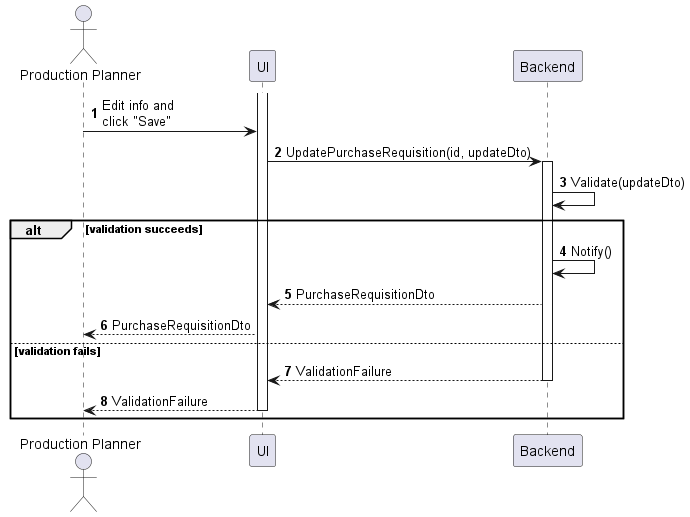 Production Planner
UI
Backend
1 Edit info and
click "Save"
2 UpdatePurchaseRequisition(id, updateDto)
3 Validate(updateDto)
alt [validation succeeds]
4 Notify()
5 PurchaseRequisitionDto
6 PurchaseRequisitionDto
[validation fails]
7 ValidationFailure
8 ValidationFailure
Production Planner
UI
Backend